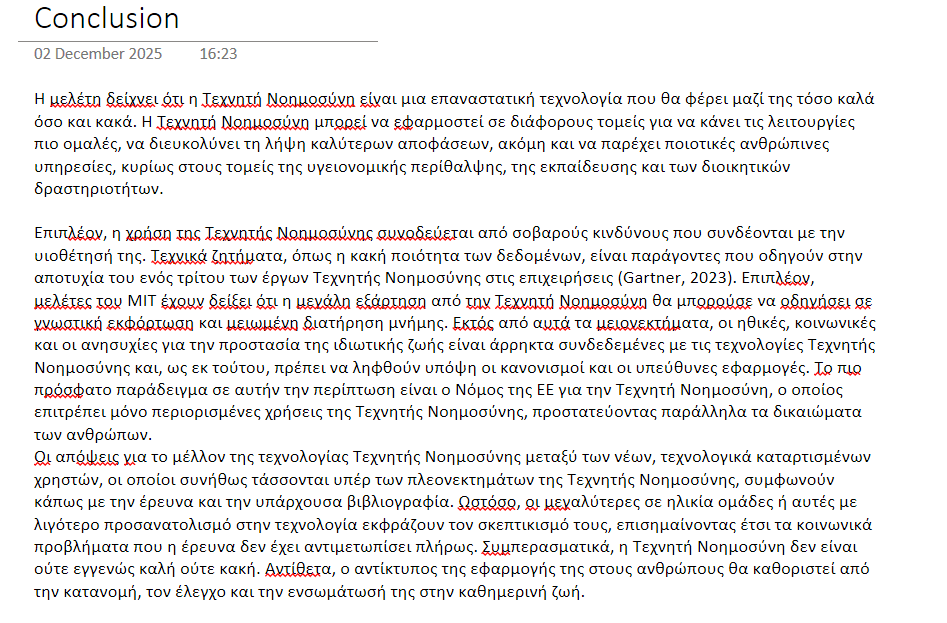 Conclusion
02 December 2025 16:23
Η μελέτη δείχνει ότι η Τεχνητή Νοημοσύνη είναι μια επαναστατική τεχνολογία που θα φέρει μαζί της τόσο καλά
όσο και κακά. Η Τεχνητή Νοημοσύνη μπορεί να εφαρμοστεί σε διάφορους τομείς για να κάνει τις λειτουργίες
πιο ομαλές, να διευκολύνει τη λήψη καλύτερων αποφάσεων, ακόμη και να παρέχει ποιοτικές ανθρώπινες
υπηρεσίες, κυρίως στους τομείς της υγειονομικής περίθαλψης, της εκπαίδευσης και των διοικητικών
δραστηριοτήτων.
Επιπλέον, η χρήση της Τεχνητής Νοημοσύνης συνοδεύεται από σοβαρούς κινδύνους που συνδέονται με την
υιοθέτησή της. Τεχνικά ζητήματα, όπως η κακή ποιότητα των δεδομένων, είναι παράγοντες που οδηγούν στην
αποτυχία του ενός τρίτου των έργων Τεχνητής Νοημοσύνης στις επιχειρήσεις (Gartner, 2023). Επιπλέον,
μελέτες του MIT έχουν δείξει ότι η μεγάλη εξάρτηση από την Τεχνητή Νοημοσύνη θα μπορούσε να οδηγήσει σε
γνωστική εκφόρτωση και μειωμένη διατήρηση μνήμης. Εκτός από αυτά τα μειονεκτήματα, οι ηθικές, κοινωνικές
και οι ανησυχίες για την προστασία της ιδιωτικής ζωής είναι άρρηκτα συνδεδεμένες με τις τεχνολογίες Τεχνητής
Νοημοσύνης και, ως εκ τούτου, πρέπει να ληφθούν υπόψη οι κανονισμοί και οι υπεύθυνες εφαρμογές. Το πιο
πρόσφατο παράδειγμα σε αυτήν την περίπτωση είναι ο Νόμος της ΕΕ για την Τεχνητή Νοημοσύνη, ο οποίος
επιτρέπει μόνο περιορισμένες χρήσεις της Τεχνητής Νοημοσύνης, προστατεύοντας παράλληλα τα δικαιώματα
των ανθρώπων.
Οι απόψεις για το μέλλον της τεχνολογίας Τεχνητής Νοημοσύνης μεταξύ των νέων, τεχνολογικά καταρτισμένων
χρηστών, οι οποίοι συνήθως τάσσονται υπέρ των πλεονεκτημάτων της Τεχνητής Νοημοσύνης, συμφωνούν
κάπως με την έρευνα και την υπάρχουσα βιβλιογραφία. Ωστόσο, οι μεγαλύτερες σε ηλικία ομάδες ή αυτές με
λιγότερο προσανατολισμό στην τεχνολογία εκφράζουν τον σκεπτικισμό τους, επισημαίνοντας έτσι τα κοινωνικά
προβλήματα που η έρευνα δεν έχει αντιμετωπίσει πλήρως. Συμπερασματικά, η Τεχνητή Νοημοσύνη δεν είναι
ούτε εγγενώς καλή ούτε κακή. Αντίθετα, ο αντίκτυπος της εφαρμογής της στους ανθρώπους θα καθοριστεί από
την κατανομή, τον έλεγχο και την ενσωμάτωσή της στην καθημερινή ζωή.